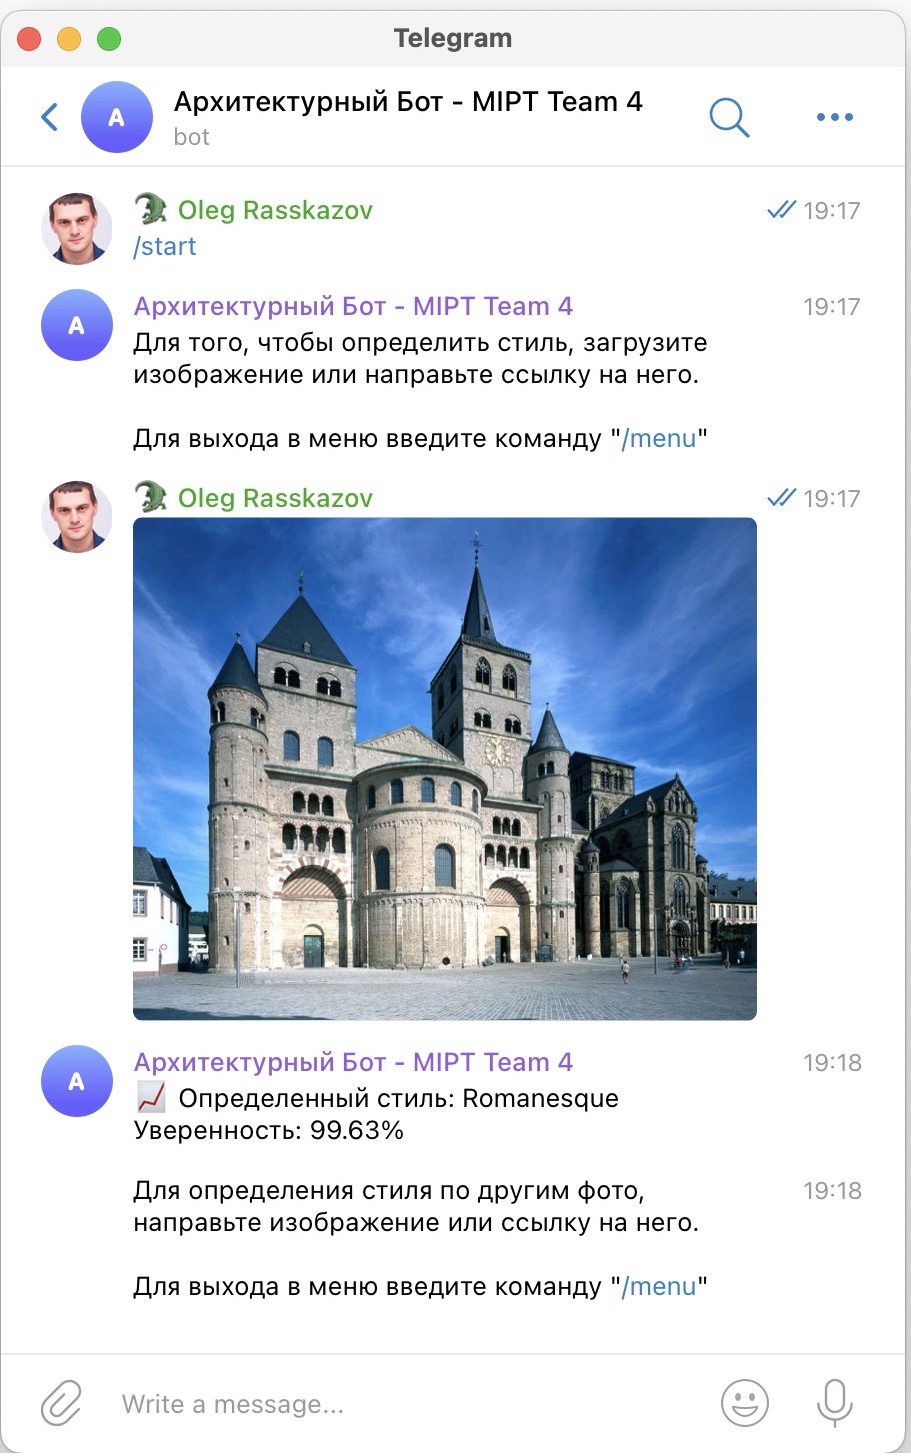 Telegram
A
Архитектурный Бот - MIPT Team 4
bot
Oleg Rasskazov
19:17
/start
A
Архитектурный Бот - MIPT Team 4
19:17
Для того, чтобы определить стиль, загрузите
изображение или направьте ссылку на него.
Для выхода в меню введите команду "/menu"
Oleg Rasskazov
19:17
A
Архитектурный Бот - MIPT Team 4
19:18
Определенный стиль: Romanesque
Уверенность: 99.63%
Для определения стиля по другим фото,
19:18
направьте изображение или ссылку на него.
Для выхода в меню введите команду "/menu"
Write a message...